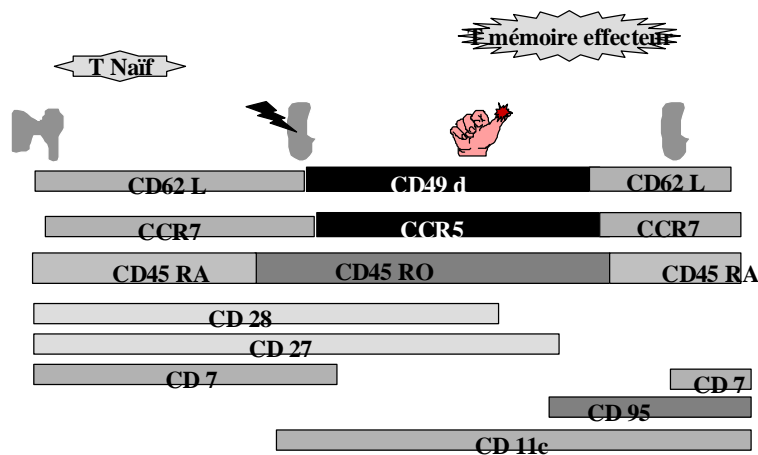 T Naïf
T mémoire effecteur
CD62 L CD49 d CD62 L
CCR7 CCR5 CCR7
CD45 RA CD45 RO CD45 RA
CD 28
CD 27
CD 7 CD 7
CD 95
CD 11c